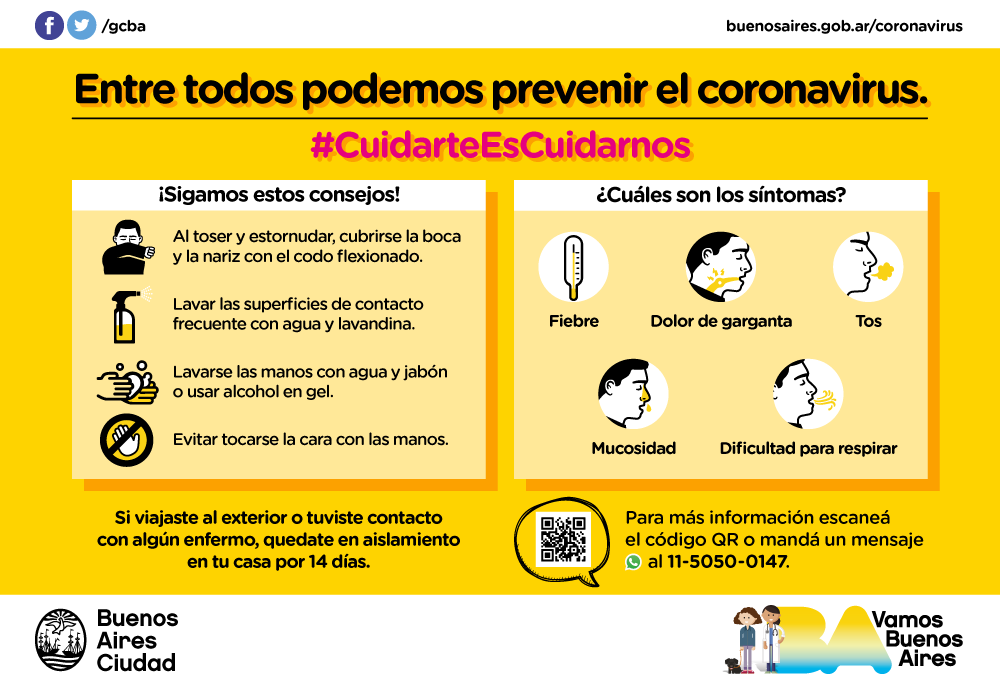 /gcba
buenosaires.gob.ar/coronavirus
Entre todos podemos prevenir el coronavirus.
#CuidarteEsCuidarnos
¡Sigamos estos consejos!
Al toser y estornudar, cubrirse la boca
y la nariz con el codo flexionado.
Lavar las superficies de contacto
frecuente con agua y lavandina.
Lavarse las manos con agua y jabón
o usar alcohol en gel.
Evitar tocarse la cara con las manos.
¿Cuáles son los síntomas?
Fiebre
Dolor de garganta
Tos
Mucosidad
Dificultad para respirar
Si viajaste al exterior o tuviste contacto
con algún enfermo, quedate en aislamiento
en tu casa por 14 días.
Para más información escaneá
el código QR o mandá un mensaje
al 11-5050-0147.
Buenos
Aires
Ciudad
BA
Vamos
Buenos
Aires